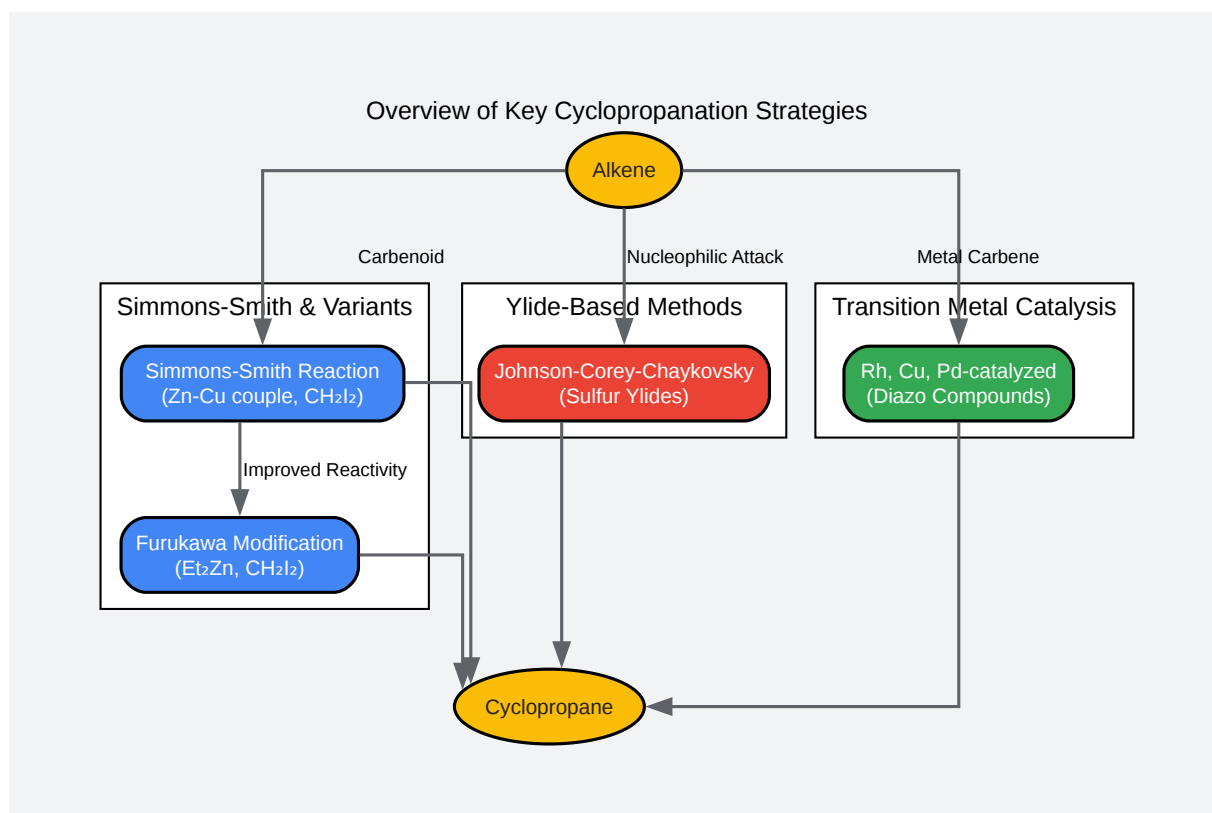 Overview of Key Cyclopropanation Strategies
Alkene
Carbenoid
Nucleophilic Attack
Metal Carbene
Simmons-Smith & Variants
Ylide-Based Methods
Transition Metal Catalysis
Simmons-Smith Reaction
(Zn-Cu couple, CH₂I₂)
Johnson-Corey-Chaykovsky
(Sulfur Ylides)
Rh, Cu, Pd-catalyzed
(Diazo Compounds)
Improved Reactivity
Furukawa Modification
(Et₂Zn, CH₂I₂)
Cyclopropane